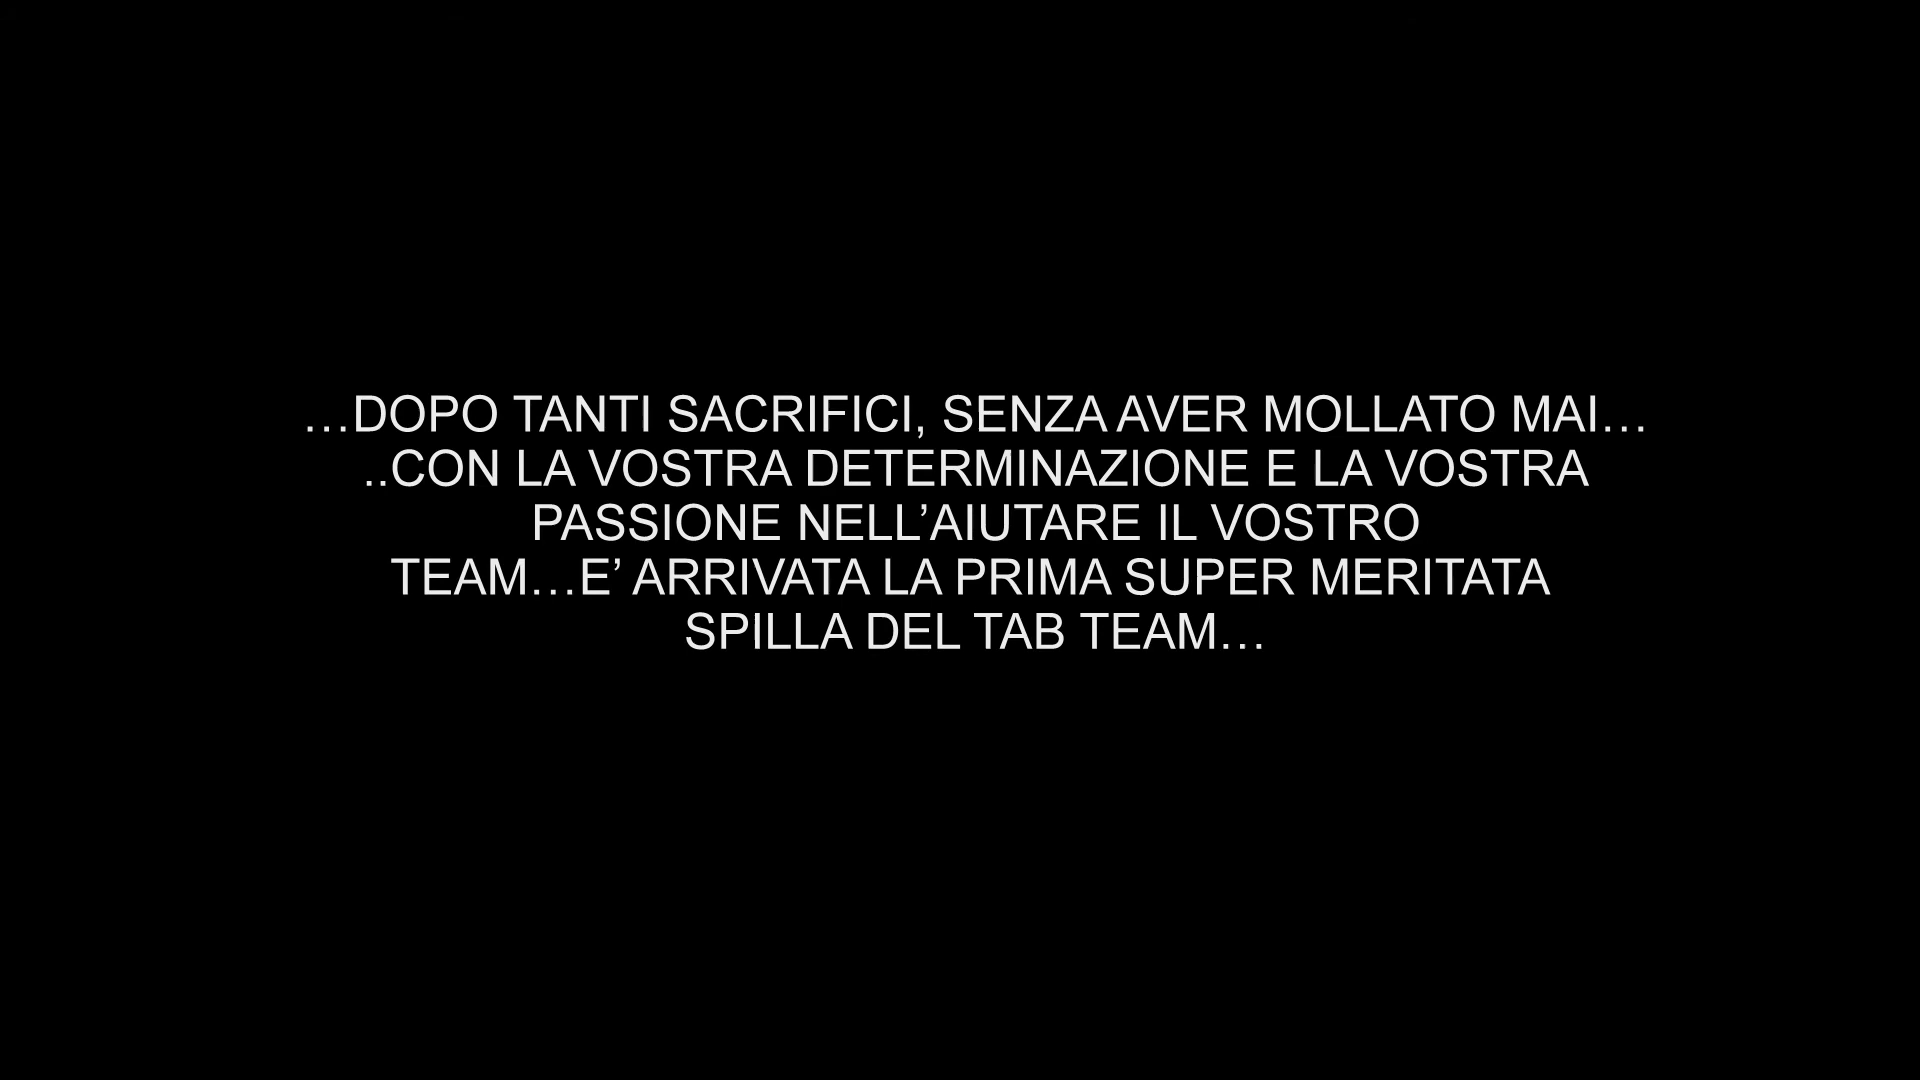 …DOPO TANTI SACRIFICI, SENZA AVER MOLLATO MAI…
..CON LA VOSTRA DETERMINAZIONE E LA VOSTRA
PASSIONE NELL’AIUTARE IL VOSTRO
TEAM…E’ ARRIVATA LA PRIMA SUPER MERITATA
SPILLA DEL TAB TEAM…